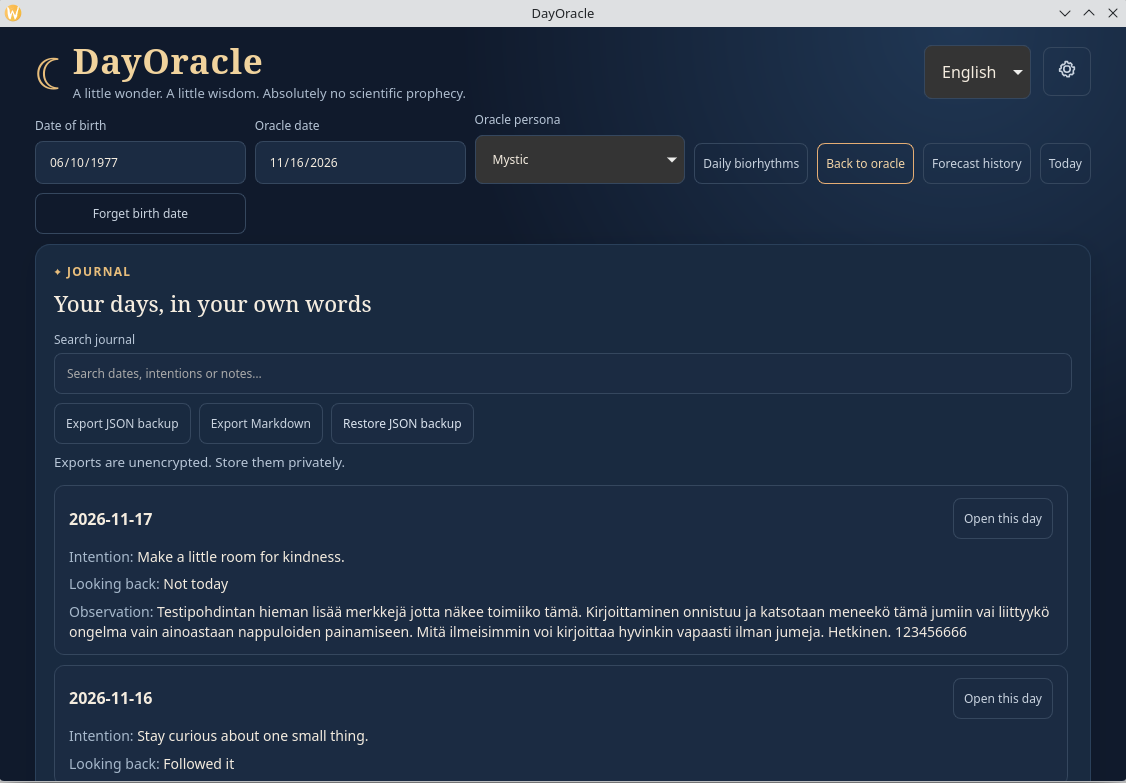 DayOracle
DayOracle
A little wonder. A little wisdom. Absolutely no scientific prophecy.
English
Date of birth
Oracle date
Oracle persona
06/10/1977
11/16/2026
Mystic
Daily biorhythms
Back to oracle
Forecast history
Today
Forget birth date
✦ JOURNAL
Your days, in your own words
Search journal
Search dates, intentions or notes...
Export JSON backup
Export Markdown
Restore JSON backup
Exports are unencrypted. Store them privately.
2026-11-17
Open this day
Intention: Make a little room for kindness.
Looking back: Not today
Observation: Testipohdintan hieman lisää merkkejä jotta näkee toimiiko tämä. Kirjoittaminen onnistuu ja katsotaan meneekö tämä jumiin vai liittyykö
ongelma vain ainoastaan nappuloiden painamiseen. Mitä ilmeisimmin voi kirjoittaa hyvinkin vapaasti ilman jumeja. Hetkinen. 123456666
2026-11-16
Open this day
Intention: Stay curious about one small thing.
Looking back: Followed it